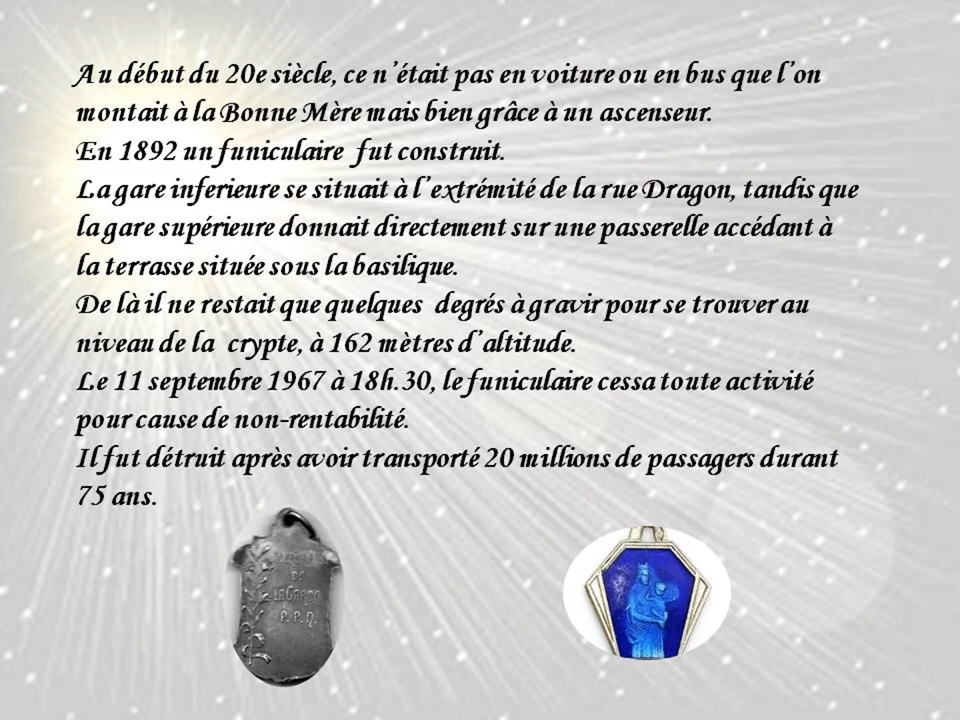 Au début du 20e siècle, ce n’était pas en voiture ou en bus que l’on
montait à la Bonne Mère mais bien grâce à un ascenseur.
En 1892 un funiculaire fut construit.
La gare inferieure se situait à l’extrémité de la rue Dragon, tandis que
la gare supérieure donnait directement sur une passerelle accédant à
la terrasse située sous la basilique.
De là il ne restait que quelques degrés à gravir pour se trouver au
niveau de la crypte, à 162 mètres d’altitude.
Le 11 septembre 1967 à 18h.30, le funiculaire cessa toute activité
pour cause de non-rentabilité.
Il fut détruit après avoir transporté 20 millions de passagers durant
75 ans.
DE
LA GARDE
P. P. N.